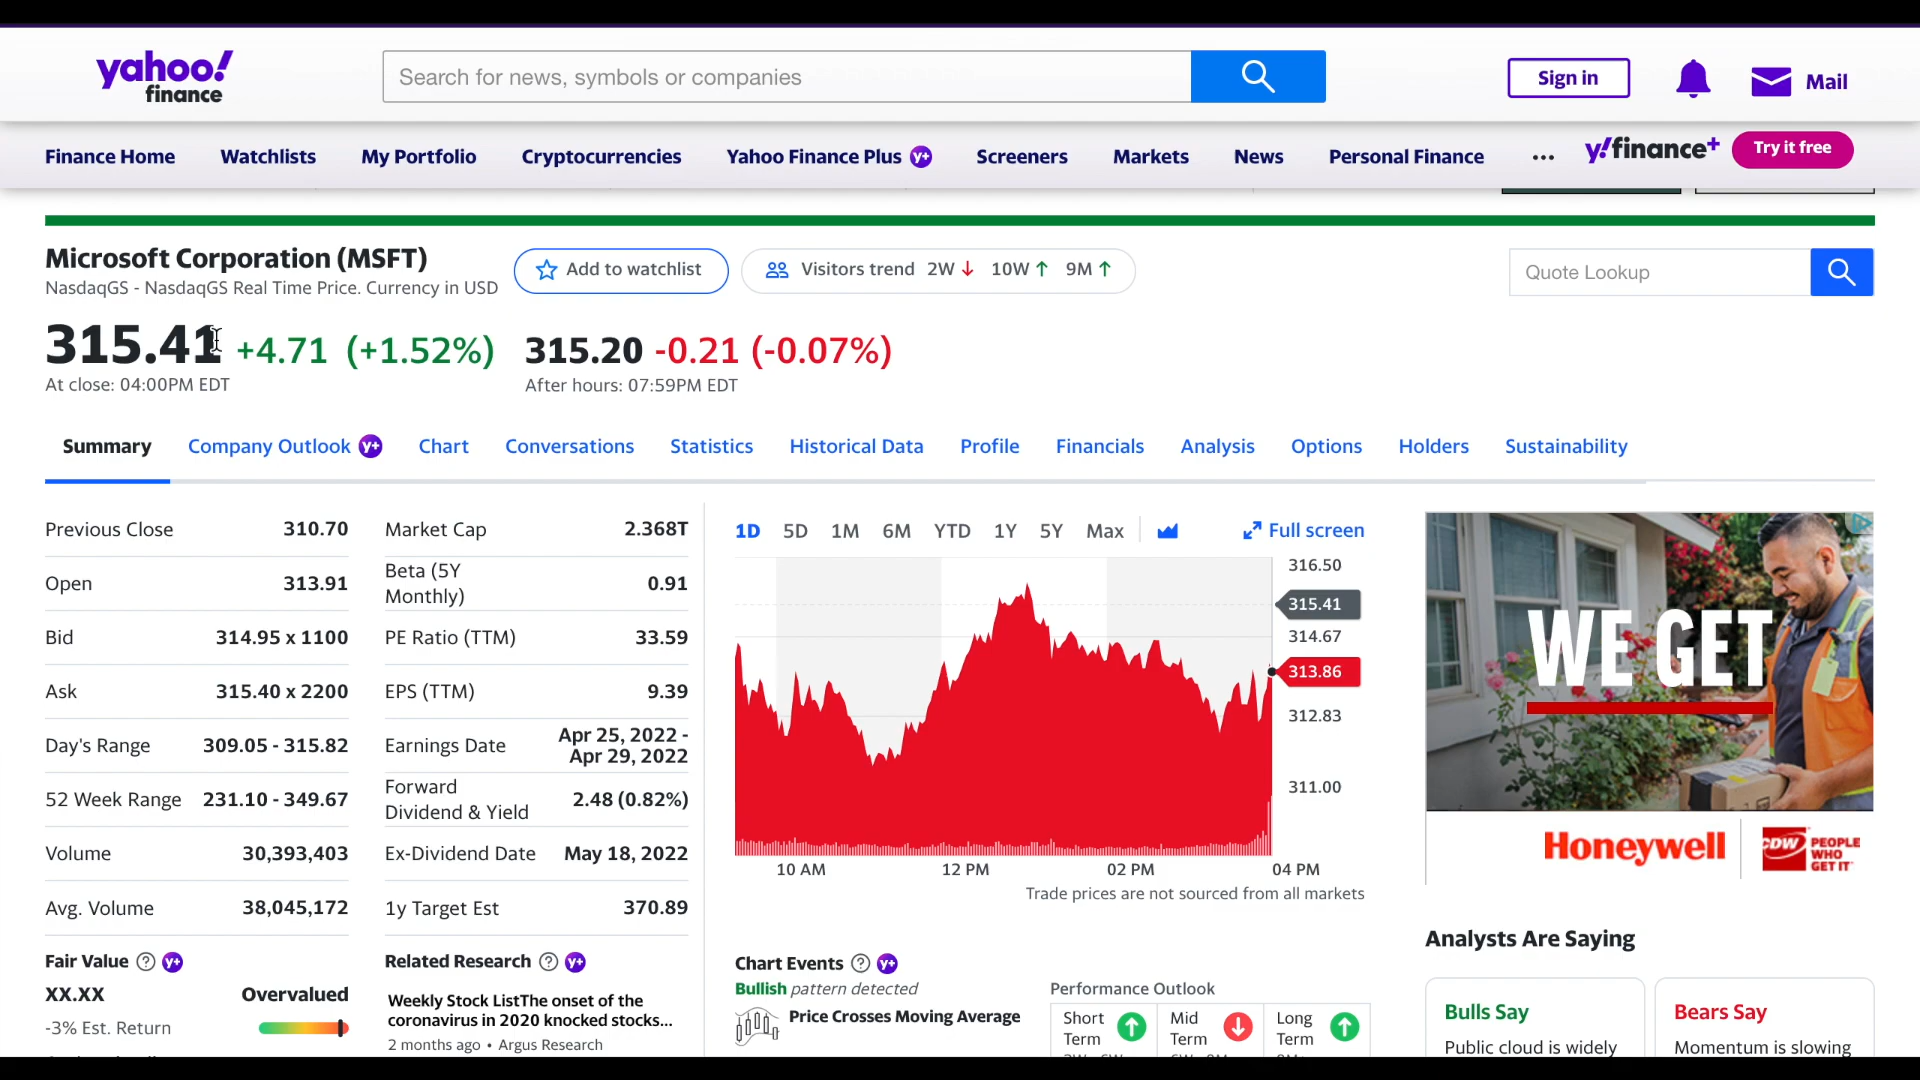 yahoo!
finance
Search for news, symbols or companies
Sign in
Mail
Finance Home
Watchlists
My Portfolio
Cryptocurrencies
Yahoo Finance Plus y+
Screeners
Markets
News
Personal Finance
...
y!finance+
Try it free
Microsoft Corporation (MSFT)
NasdaqGS - NasdaqGS Real Time Price. Currency in USD
Add to watchlist
Visitors trend 2W ↓ 10W ↑ 9M ↑
Quote Lookup
315.41 +4.71 (+1.52%)
At close: 04:00PM EDT
315.20 -0.21 (-0.07%)
After hours: 07:59PM EDT
Summary
Company Outlook y+
Chart
Conversations
Statistics
Historical Data
Profile
Financials
Analysis
Options
Holders
Sustainability
Previous Close 310.70
Open 313.91
Bid 314.95 x 1100
Ask 315.40 x 2200
Day's Range 309.05 - 315.82
52 Week Range 231.10 - 349.67
Volume 30,393,403
Avg. Volume 38,045,172
Market Cap 2.368T
Beta (5Y
Monthly) 0.91
PE Ratio (TTM) 33.59
EPS (TTM) 9.39
Earnings Date Apr 25, 2022 -
Apr 29, 2022
Forward
Dividend & Yield 2.48 (0.82%)
Ex-Dividend Date May 18, 2022
1y Target Est 370.89
1D 5D 1M 6M YTD 1Y 5Y Max
Full screen
316.50
315.41
314.67
313.86
312.83
311.00
10 AM 12 PM 02 PM 04 PM
Trade prices are not sourced from all markets
WE GET
Honeywell
CDW PEOPLE
WHO
GET IT
Fair Value ? y+
XX.XX Overvalued
-3% Est. Return
Related Research ? y+
Weekly Stock ListThe onset of the
coronavirus in 2020 knocked stocks...
2 months ago • Argus Research
Chart Events ? y+
Bullish pattern detected
Price Crosses Moving Average
Performance Outlook
Short
Term
Mid
Term
Long
Term
Analysts Are Saying
Bulls Say
Public cloud is widely
Bears Say
Momentum is slowing